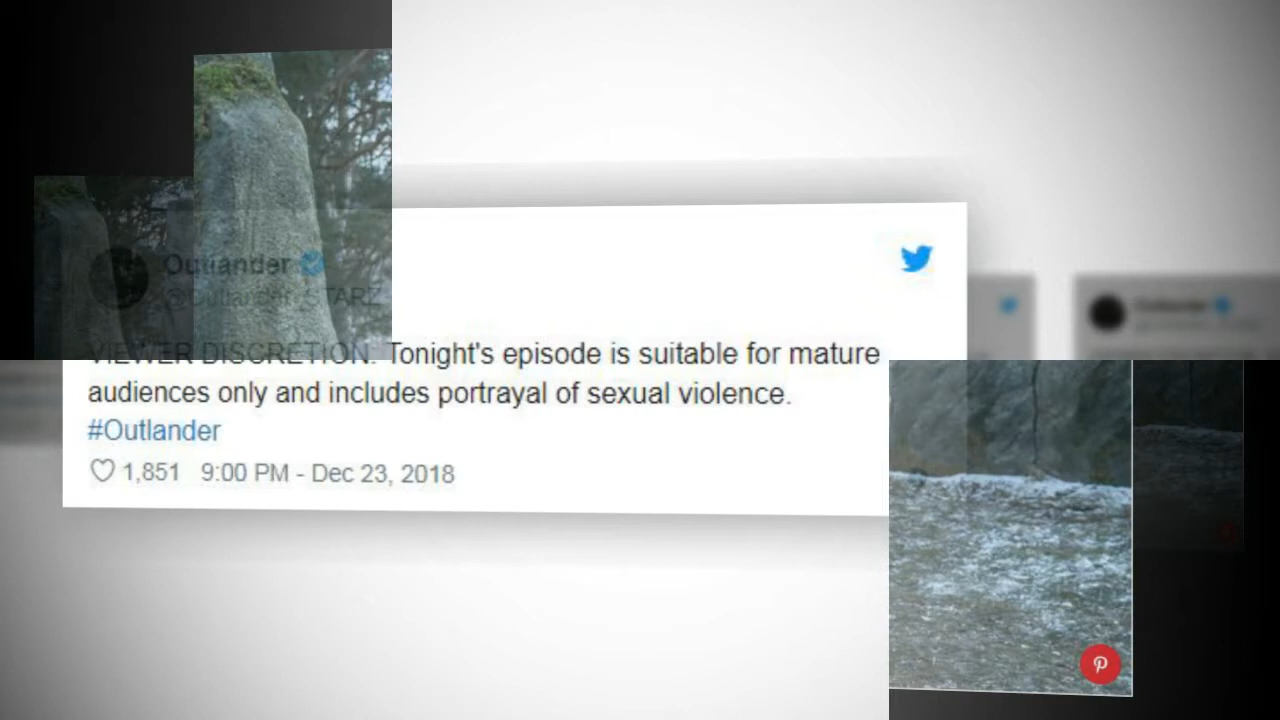 Outlander
@Outlander_STARZ
VIEWER DISCRETION: Tonight's episode is suitable for mature
audiences only and includes portrayal of sexual violence.
#Outlander
1,851 9:00 PM - Dec 23, 2018